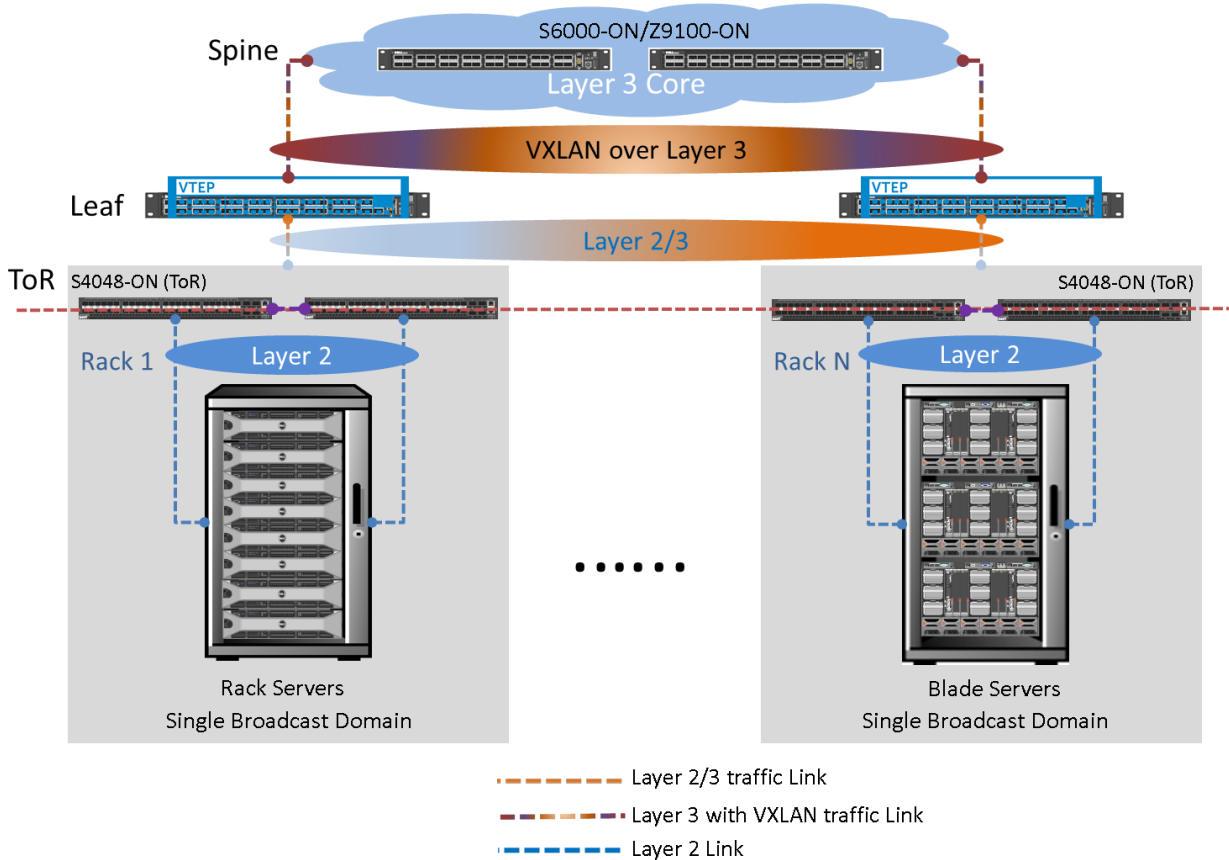 S6000-ON/Z9100-ON
Spine
Layer 3 Core
VXLAN over Layer 3
VTEP
VTEP
Leaf
Layer 2/3
ToR
S4048-ON (ToR)
S4048-ON (ToR)
Rack 1
Layer 2
Rack N
Layer 2
......
Rack Servers
Single Broadcast Domain
Blade Servers
Single Broadcast Domain
Layer 2/3 traffic Link
Layer 3 with VXLAN traffic Link
Layer 2 Link